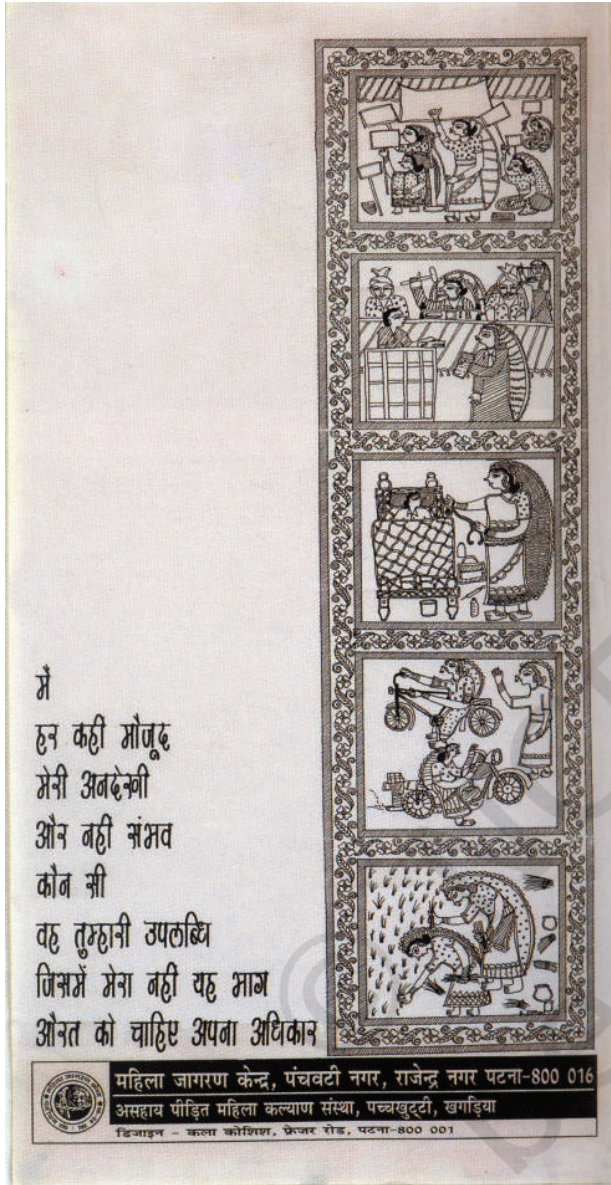 मैं
हर कहीं मौजूद
मेरी अनदेखी
और नहीं संभव
कौन सी
वह तुम्हारी उपलब्धि
जिसमें मेरा नहीं यह भाग
औरत को चाहिए अपना अधिकार
महिला जागरण केन्द्र, पंचवटी नगर, राजेन्द्र नगर पटना-800 016
असहाय पीड़ित महिला कल्याण संस्था, पच्चखुट्टी, खगड़िया
डिजाइन - कला कोशिश, फ्रेजर रोड, पटना-800 001